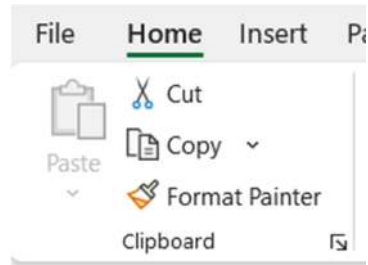 File Home Insert
Cut
Copy
Paste
Format Painter
Clipboard